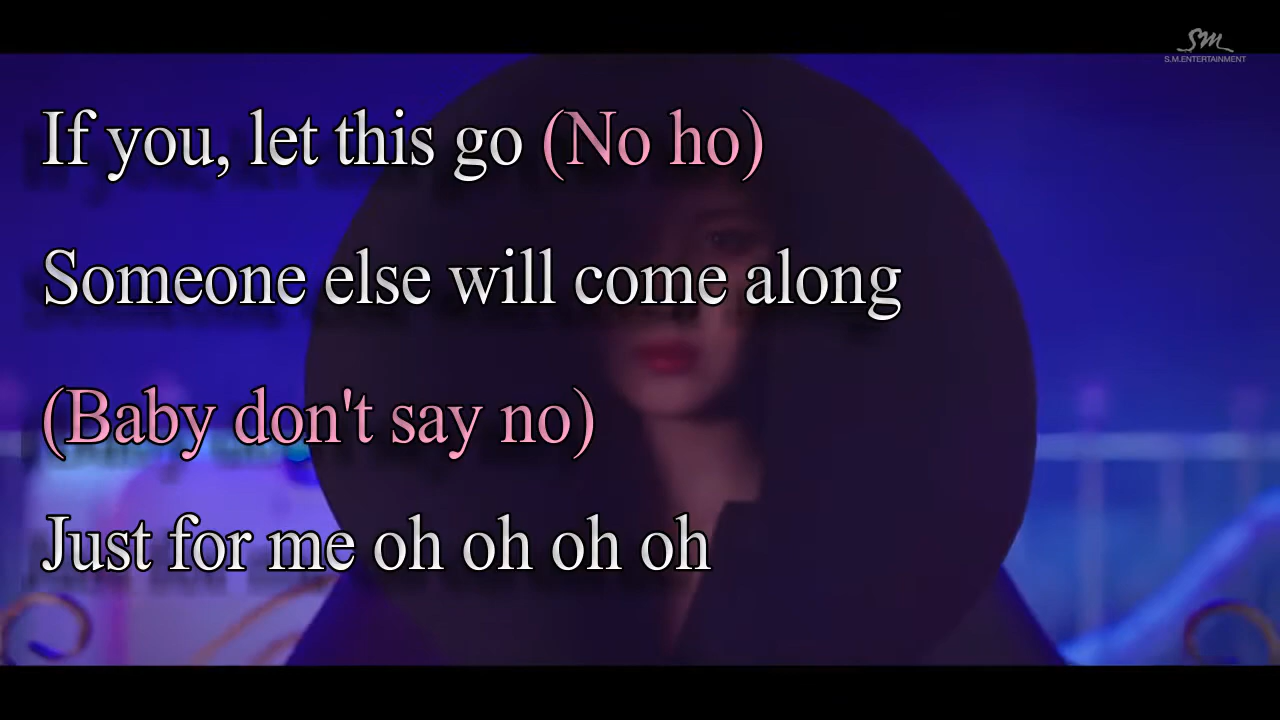 Sm
S.M.ENTERTAINMENT
If you, let this go (No ho)
Someone else will come along
(Baby don't say no)
Just for me oh oh oh oh